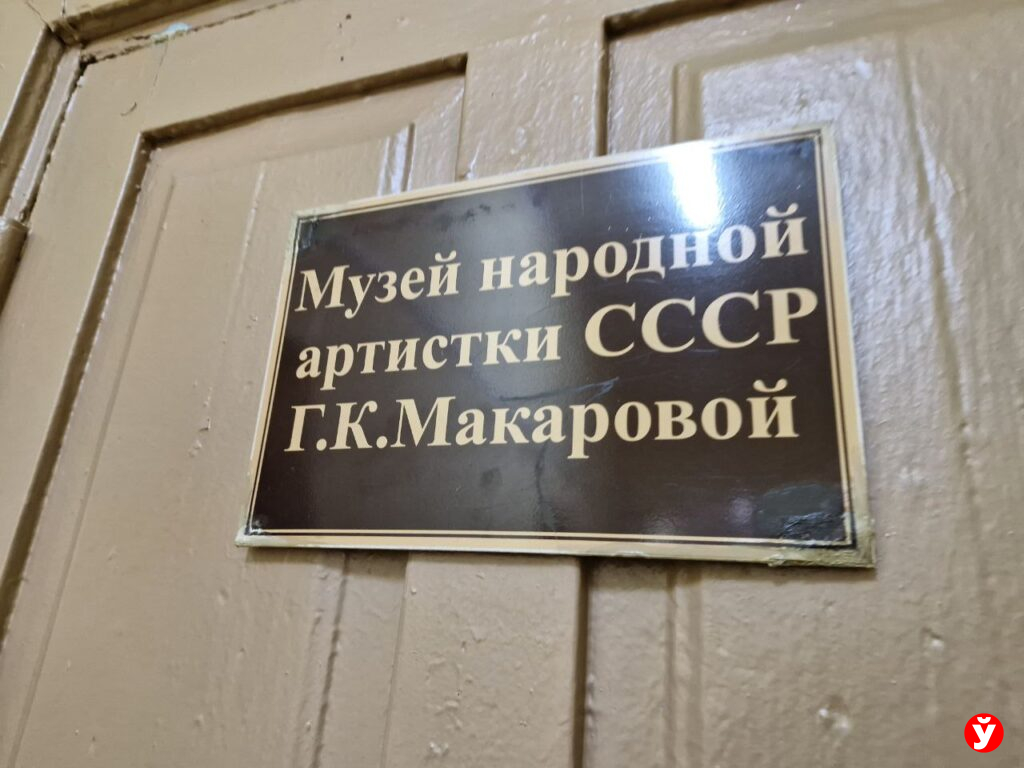 Музей народной
артистки СССР
Г.К.Макаровой
ў